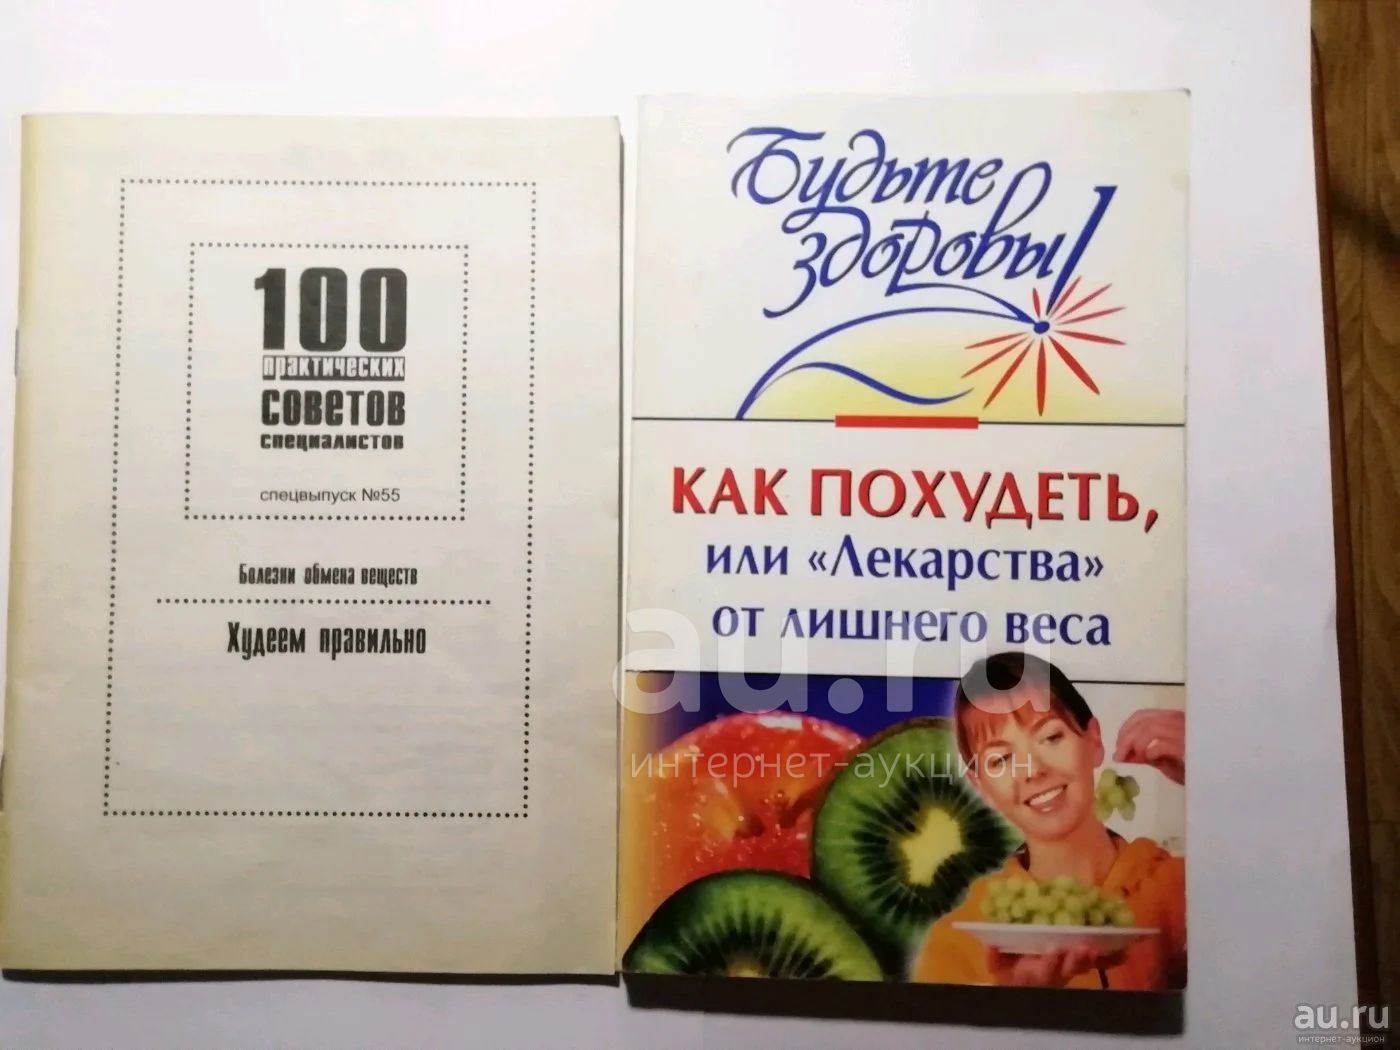 100
практических
советов
специалистов
спецвыпуск №55
Болезни обмена веществ
Худеем правильно
Будьте
здоровы!
КАК ПОХУДЕТЬ,
или «Лекарства»
от лишнего веса
au.ru
интернет-аукцион
au.ru
интернет-аукцион